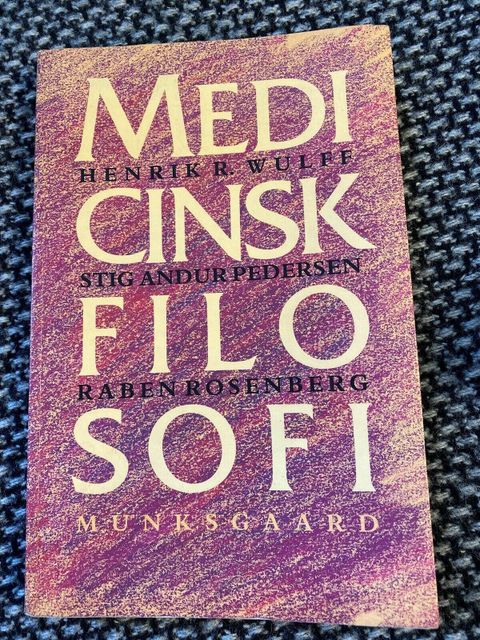 MEDI
HENRIK R. WULFF
CINSK
STIG ANDUR PEDERSEN
FILO
RABEN ROSENBERG
SOFI
MUNKSGAARD